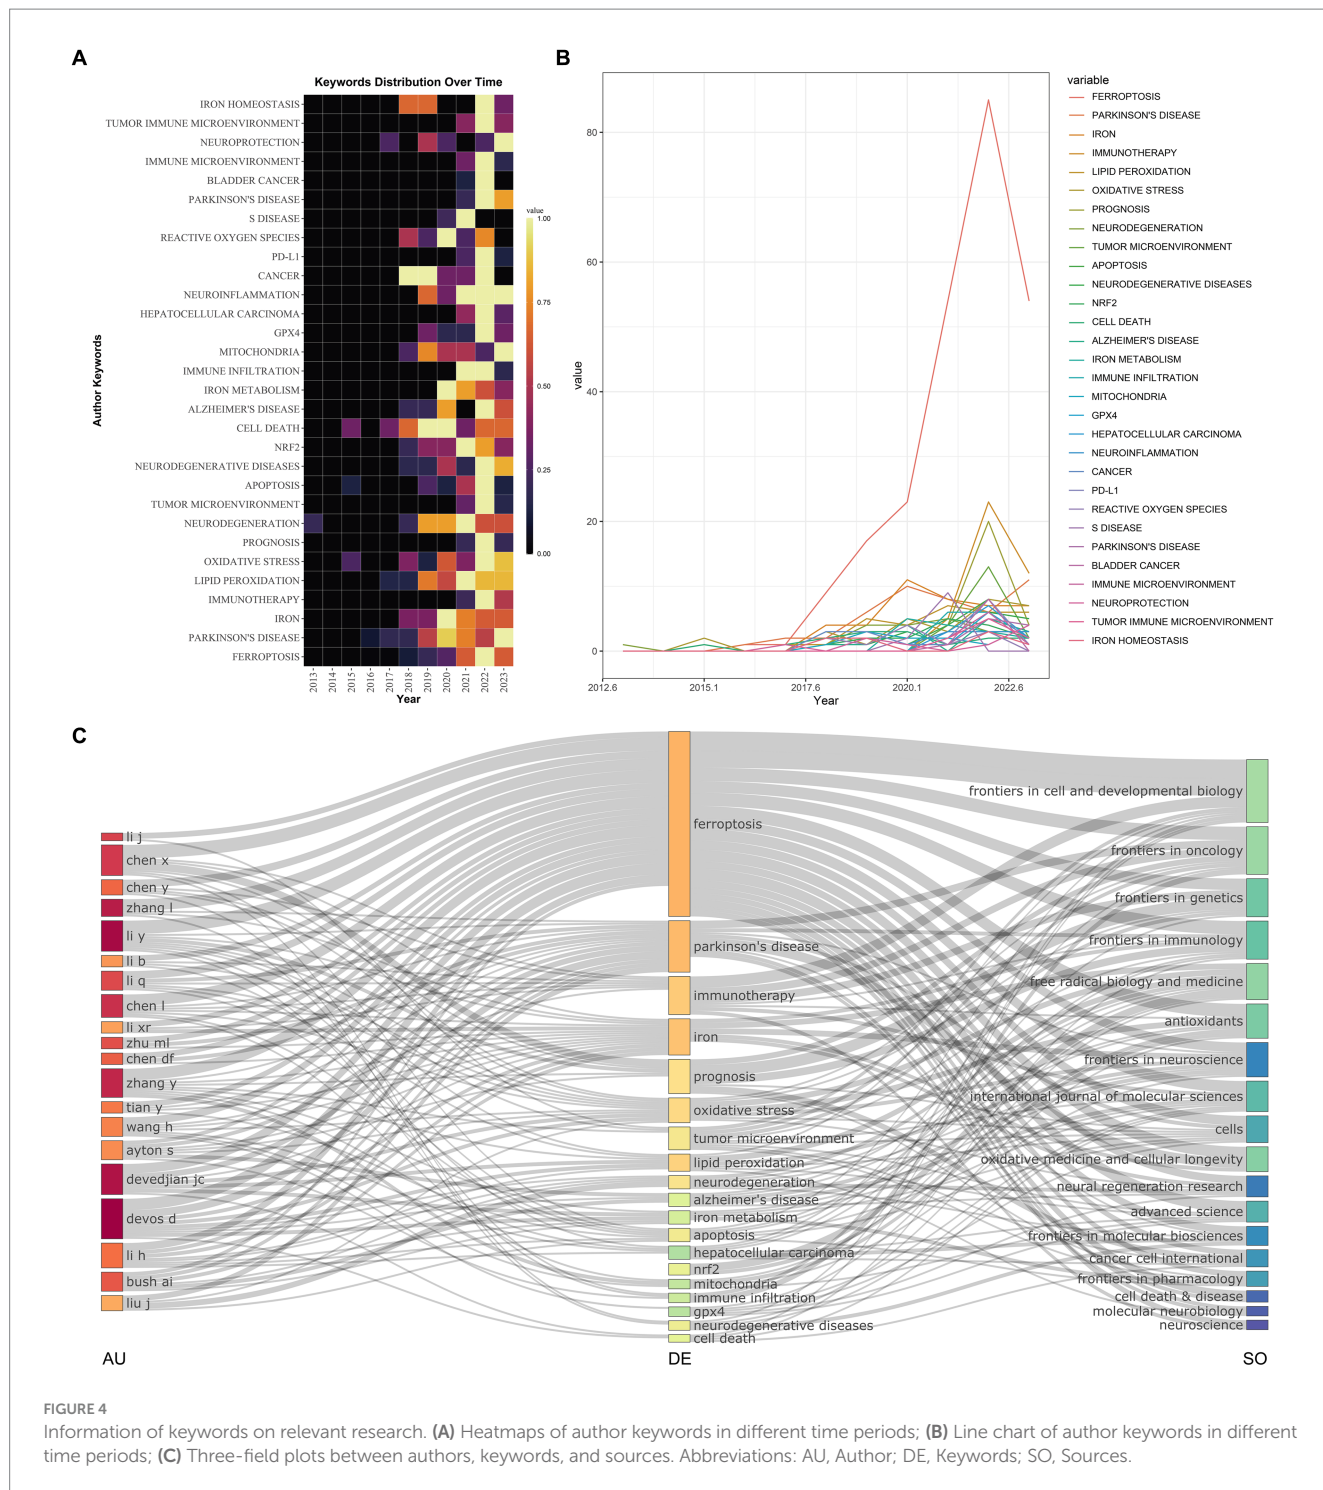 A
Keywords Distribution Over Time
Author Keywords
IRON HOMEOSTASIS
TUMOR IMMUNE MICROENVIRONMENT
NEUROPROTECTION
IMMUNE MICROENVIRONMENT
BLADDER CANCER
PARKINSON'S DISEASE
S DISEASE
REACTIVE OXYGEN SPECIES
PD-L1
CANCER
NEUROINFLAMMATION
HEPATOCELLULAR CARCINOMA
GPX4
MITOCHONDRIA
IMMUNE INFILTRATION
IRON METABOLISM
ALZHEIMER'S DISEASE
CELL DEATH
NRF2
NEURODEGENERATIVE DISEASES
APOPTOSIS
TUMOR MICROENVIRONMENT
NEURODEGENERATION
PROGNOSIS
OXIDATIVE STRESS
LIPID PEROXIDATION
IMMUNOTHERAPY
IRON
PARKINSON'S DISEASE
FERROPTOSIS
2013 2014 2015 2016 2017 2018 2019 2020 2021 2022 2023
Year
value
1.00
0.75
0.50
0.25
0.00
B
value
80
60
40
20
0
2012.6 2015.1 2017.6 2020.1 2022.6
Year
variable
FERROPTOSIS
PARKINSON'S DISEASE
IRON
IMMUNOTHERAPY
LIPID PEROXIDATION
OXIDATIVE STRESS
PROGNOSIS
NEURODEGENERATION
TUMOR MICROENVIRONMENT
APOPTOSIS
NEURODEGENERATIVE DISEASES
NRF2
CELL DEATH
ALZHEIMER'S DISEASE
IRON METABOLISM
IMMUNE INFILTRATION
MITOCHONDRIA
GPX4
HEPATOCELLULAR CARCINOMA
NEUROINFLAMMATION
CANCER
PD-L1
REACTIVE OXYGEN SPECIES
S DISEASE
PARKINSON'S DISEASE
BLADDER CANCER
IMMUNE MICROENVIRONMENT
NEUROPROTECTION
TUMOR IMMUNE MICROENVIRONMENT
IRON HOMEOSTASIS
C
li j
chen x
chen y
zhang l
li y
li b
li q
chen l
li xr
zhu ml
chen df
zhang y
tian y
wang h
ayton s
devedjian jc
devos d
li h
bush ai
liu j
AU
ferroptosis
parkinson's disease
immunotherapy
iron
prognosis
oxidative stress
tumor microenvironment
lipid peroxidation
neurodegeneration
alzheimer's disease
iron metabolism
apoptosis
hepatocellular carcinoma
nrf2
mitochondria
immune infiltration
gpx4
neurodegenerative diseases
cell death
DE
frontiers in cell and developmental biology
frontiers in oncology
frontiers in genetics
frontiers in immunology
free radical biology and medicine
antioxidants
frontiers in neuroscience
international journal of molecular sciences
cells
oxidative medicine and cellular longevity
neural regeneration research
advanced science
frontiers in molecular biosciences
cancer cell international
frontiers in pharmacology
cell death & disease
molecular neurobiology
neuroscience
SO
FIGURE 4
Information of keywords on relevant research. (A) Heatmaps of author keywords in different time periods; (B) Line chart of author keywords in different
time periods; (C) Three-field plots between authors, keywords, and sources. Abbreviations: AU, Author; DE, Keywords; SO, Sources.